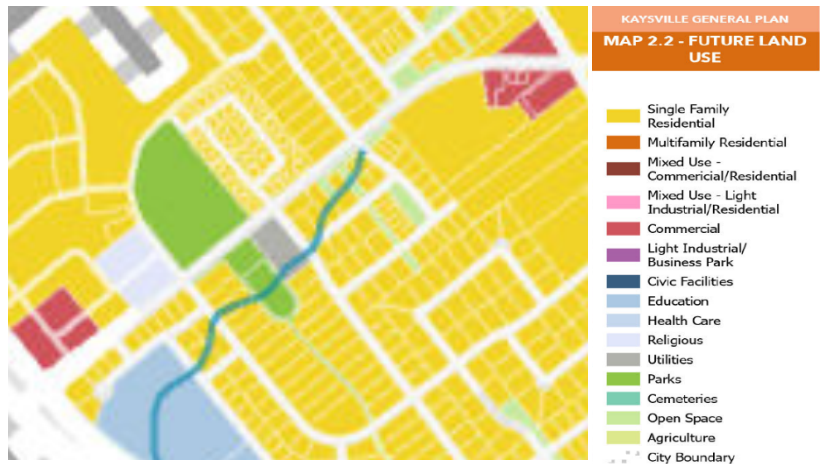 KAYSVILLE GENERAL PLAN
MAP 2.2 - FUTURE LAND
USE
Single Family
Residential
Multifamily Residential
Mixed Use -
Commericial/Residential
Mixed Use - Light
Industrial/Residential
Commercial
Light Industrial/
Business Park
Civic Facilities
Education
Health Care
Religious
Utilities
Parks
Cemeteries
Open Space
Agriculture
City Boundary